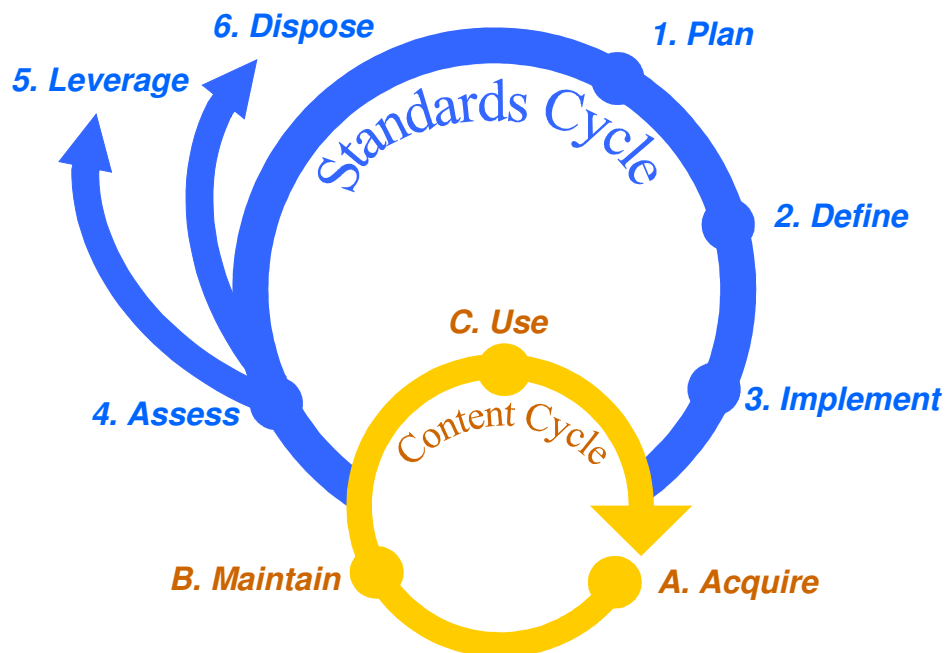 6. Dispose
1. Plan
5. Leverage
Standards Cycle
2. Define
C. Use
3. Implement
4. Assess
Content Cycle
B. Maintain
A. Acquire